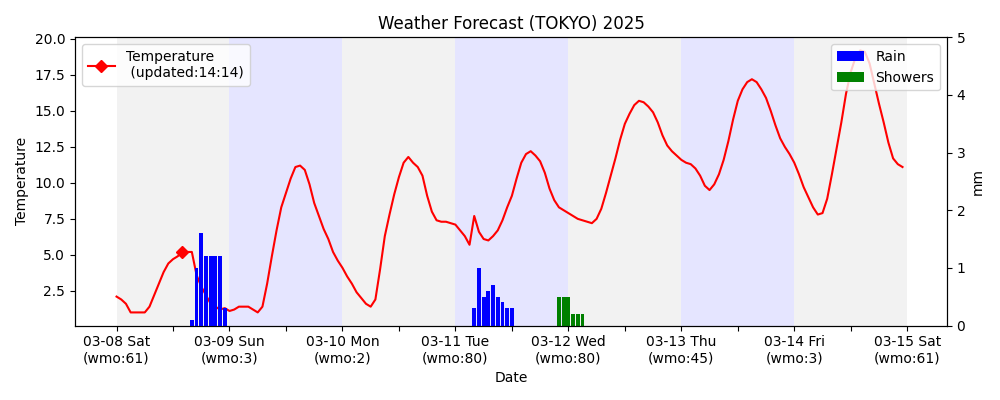 Weather Forecast (TOKYO) 2025
Temperature
(updated:14:14)
Rain
Showers
20.0
17.5
15.0
12.5
10.0
7.5
5.0
2.5
Temperature
5
4
3
2
1
0
mm
03-08 Sat
(wmo:61)
03-09 Sun
(wmo:3)
03-10 Mon
(wmo:2)
03-11 Tue
(wmo:80)
03-12 Wed
(wmo:80)
03-13 Thu
(wmo:45)
03-14 Fri
(wmo:3)
03-15 Sat
(wmo:61)
Date